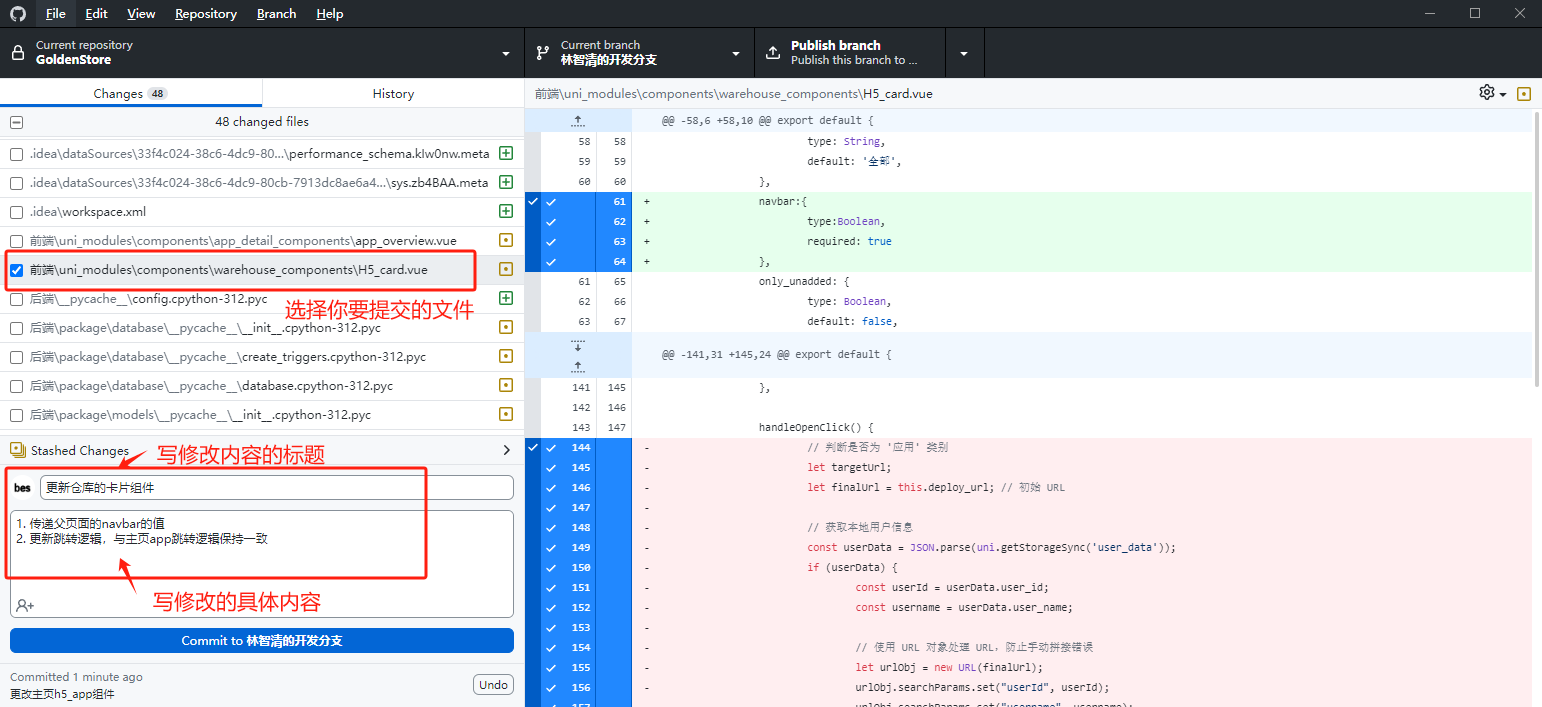 File Edit View Repository Branch Help
Current repository
GoldenStore
Current branch
林智清的开发分支
Publish branch
Publish this branch to ...
Changes 48
History
48 changed files
.idea\dataSources\33f4c024-38c6-4dc9-80...\performance_schema.kIw0nw.meta
.idea\dataSources\33f4c024-38c6-4dc9-80cb-7913dc8ae6a4...\sys.zb4BAA.meta
.idea\workspace.xml
前端\uni_modules\components\app_detail_components\app_overview.vue
前端\uni_modules\components\warehouse_components\H5_card.vue
选择你要提交的文件
后端\__pycache__\config.cpython-312.pyc
后端\package\database\__pycache__\__init__.cpython-312.pyc
后端\package\database\__pycache__\create_triggers.cpython-312.pyc
后端\package\database\__pycache__\database.cpython-312.pyc
后端\package\models\__pycache__\__init__.cpython-312.pyc
Stashed Changes
写修改内容的标题
bes
更新仓库的卡片组件
1. 传递父页面的navbar的值
2. 更新跳转逻辑，与主页app跳转逻辑保持一致
写修改的具体内容
Commit to 林智清的开发分支
Committed 1 minute ago
更改主页h5_app组件
Undo
前端\uni_modules\components\warehouse_components\H5_card.vue
@@ -58,6 +58,10 @@ export default {
58 58 type: String,
59 59 default: '全部',
60 60 },
61 + navbar:{
62 + type:Boolean,
63 + required: true
64 + },
61 65 only_unadded: {
62 66 type: Boolean,
63 67 default: false,
@@ -141,31 +145,24 @@ export default {
141 145 },
142 146
143 147 handleOpenClick() {
144 - // 判断是否为 '应用' 类别
145 - let targetUrl;
146 - let finalUrl = this.deploy_url; // 初始 URL
147 -
148 - // 获取本地用户信息
149 - const userData = JSON.parse(uni.getStorageSync('user_data'));
150 - if (userData) {
151 - const userId = userData.user_id;
152 - const username = userData.user_name;
153 -
154 - // 使用 URL 对象处理 URL，防止手动拼接错误
155 - let urlObj = new URL(finalUrl);
156 - urlObj.searchParams.set("userId", userId);
157 - urlObj.searchParams.set("username", username);